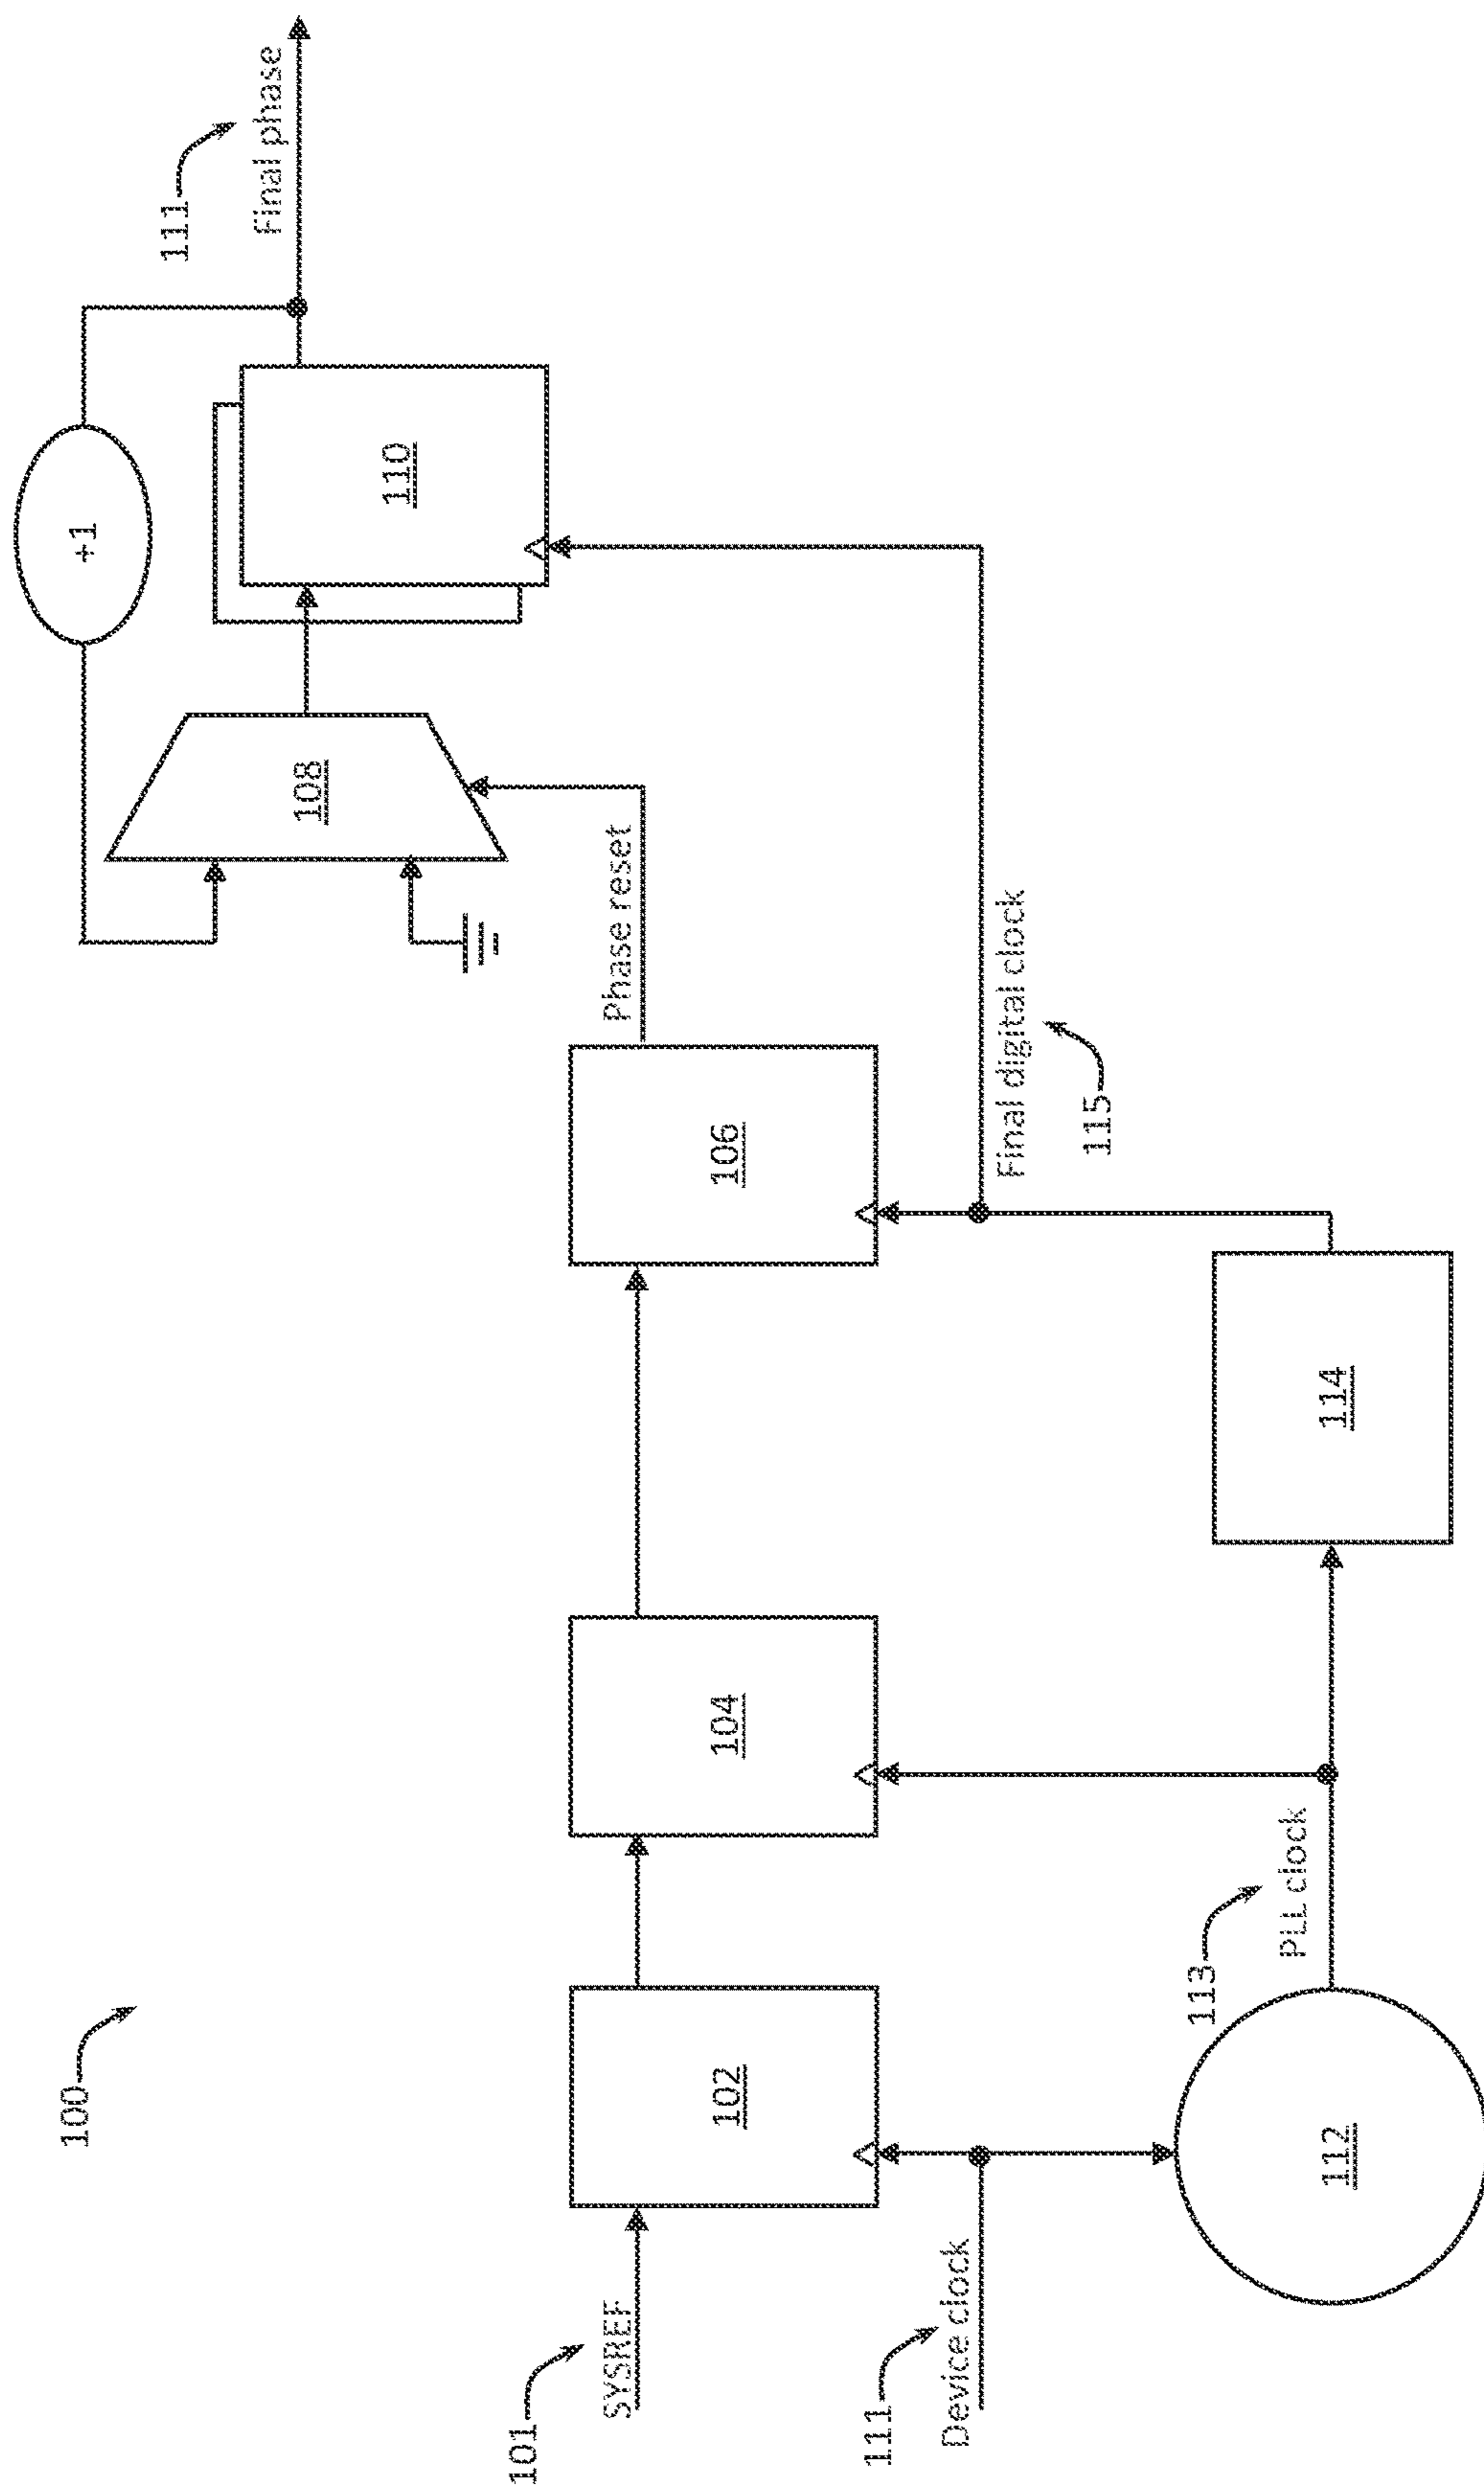 100
111
Final phase
+1
108
110
Phase reset
101
SYSREF
102
104
106
111
Device clock
Final digital clock
115
113
PLL clock
112
114